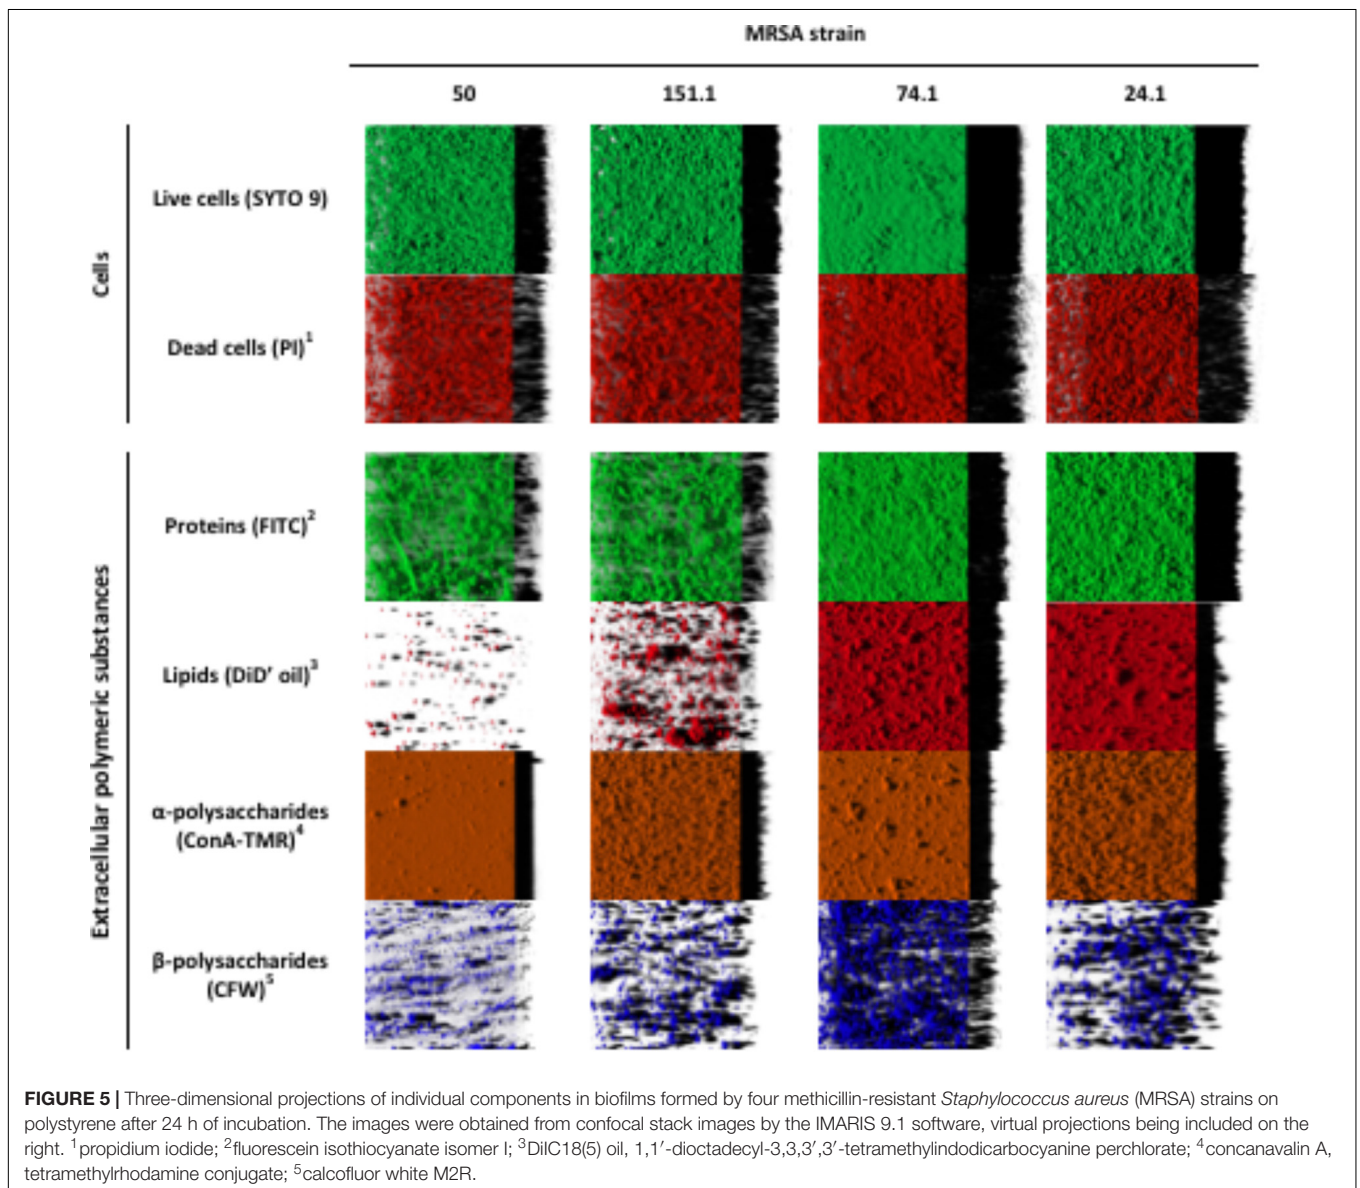 MRSA strain
50 151.1 74.1 24.1
Cells
Live cells (SYTO 9)
Dead cells (PI)1
Extracellular polymeric substances
Proteins (FITC)2
Lipids (DiD’ oil)3
α-polysaccharides
(ConA-TMR)4
β-polysaccharides
(CFW)5
FIGURE 5 | Three-dimensional projections of individual components in biofilms formed by four methicillin-resistant Staphylococcus aureus (MRSA) strains on
polystyrene after 24 h of incubation. The images were obtained from confocal stack images by the IMARIS 9.1 software, virtual projections being included on the
right. 1propidium iodide; 2fluorescein isothiocyanate isomer I; 3DiIC18(5) oil, 1,1′-dioctadecyl-3,3,3′,3′-tetramethylindodicarbocyanine perchlorate; 4concanavalin A,
tetramethylrhodamine conjugate; 5calcofluor white M2R.